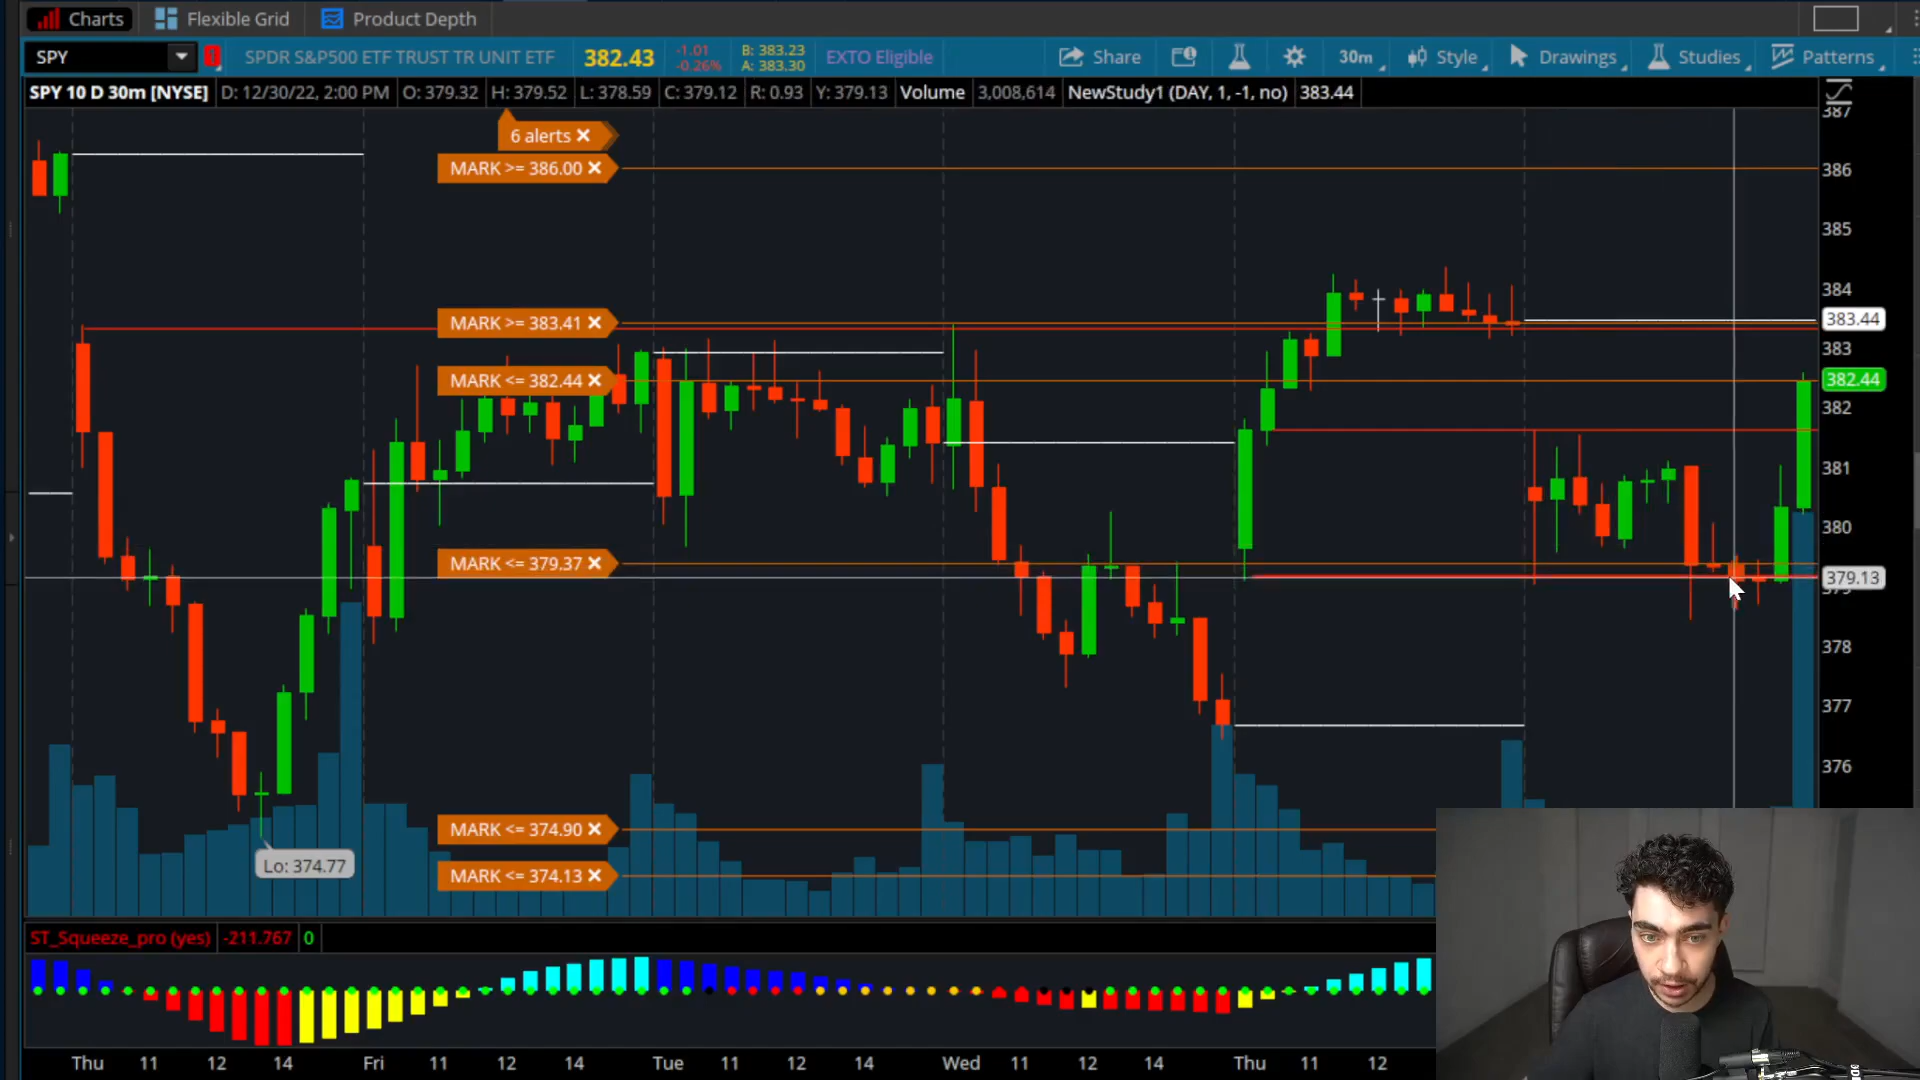 Charts Flexible Grid Product Depth
SPY SPDR S&P500 ETF TRUST TR UNIT ETF 382.43 -1.01 -0.26% B: 383.23 A: 383.30 EXTO Eligible Share 30m Style Drawings Studies Patterns
SPY 10 D 30m [NYSE] D: 12/30/22, 2:00 PM O: 379.32 H: 379.52 L: 378.59 C: 379.12 R: 0.93 Y: 379.13 Volume 3,008,614 NewStudy1 (DAY, 1, -1, no) 383.44
387
6 alerts
MARK >= 386.00
386
385
384
MARK >= 383.41
383.44
383
MARK <= 382.44
382.44
382
381
380
MARK <= 379.37
379.13
378
377
376
MARK <= 374.90
Lo: 374.77
MARK <= 374.13
ST_Squeeze_pro (yes) -211.767 0
Thu 11 12 14 Fri 11 12 14 Tue 11 12 14 Wed 11 12 14 Thu 11 12